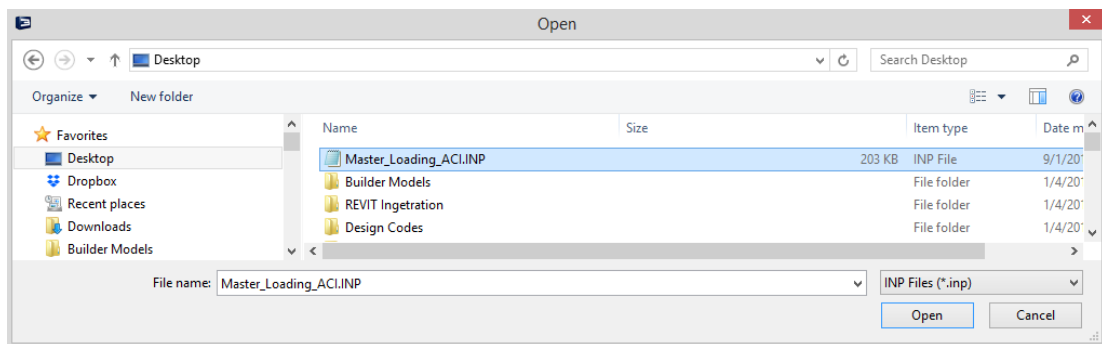 Open
Desktop
Search Desktop
Organize
New folder
Name Size Item type Date m
Favorites
Desktop
Dropbox
Recent places
Downloads
Builder Models
Master_Loading_ACI.INP 203 KB INP File 9/1/20
Builder Models File folder 1/4/20
REVIT Ingetration File folder 1/4/20
Design Codes File folder 1/4/20
File name: Master_Loading_ACI.INP INP Files (*.inp)
Open Cancel